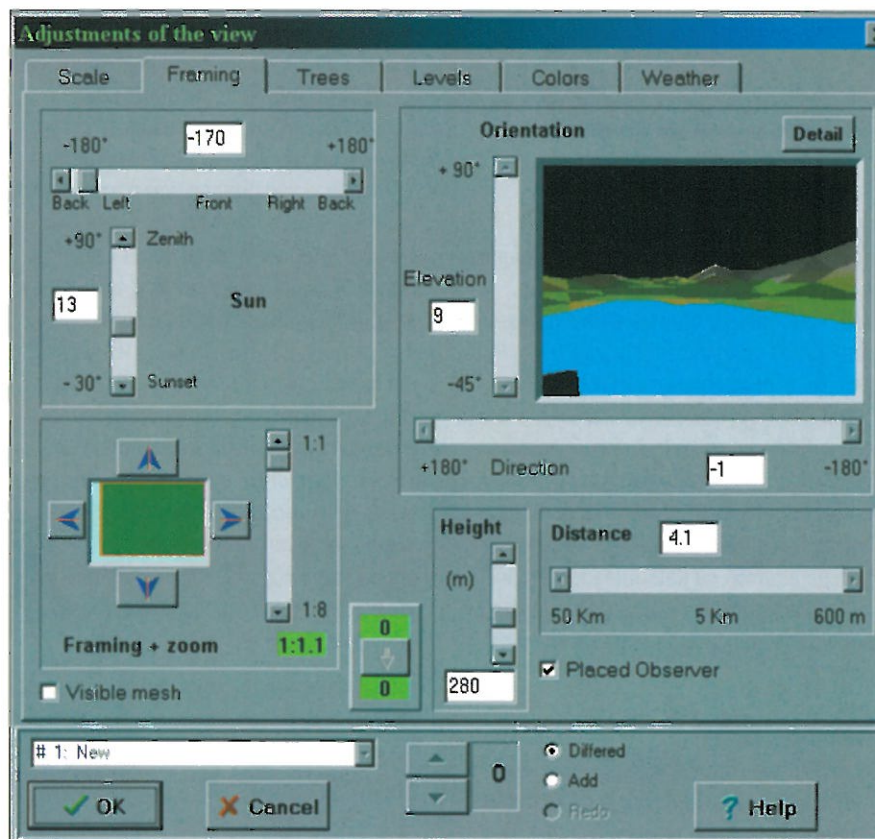 Adjustments of the view
Scale Framing Trees Levels Colors Weather
-180° -170 +180°
Back Left Front Right Back
+90° Zenith
13 Sun
-30° Sunset
Orientation Detail
+ 90°
Elevation
9
-45°
+180° Direction -1 -180°
1:1
1:8
Framing + zoom 1:1.1
Visible mesh
0
0
Height
(m)
280
Distance 4.1
50 Km 5 Km 600 m
Placed Observer
# 1: New
0
Differed
Add
Redo
OK Cancel Help